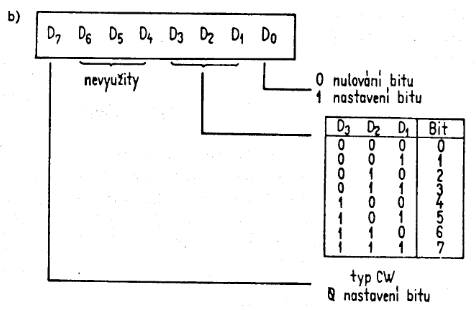 b)
D7 D6 D5 D4 D3 D2 D1 D0
nevyužity
0 nulování bitu
1 nastavení bitu
D3 D2 D1 Bit
0 0 0 0
0 0 1 1
0 1 0 2
0 1 1 3
1 0 0 4
1 0 1 5
1 1 0 6
1 1 1 7
typ CW
0 nastavení bitu